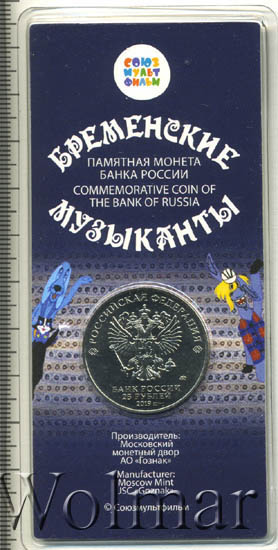 СОЮЗ
МУЛЬТ
ФИЛЬМ
БРЕМЕНСКИЕ
ПАМЯТНАЯ МОНЕТА
БАНКА РОССИИ
COMMEMORATIVE COIN OF
THE BANK OF RUSSIA
МУЗЫКАНТЫ
РОССИЙСКАЯ ФЕДЕРАЦИЯ
БАНК РОССИИ
25 РУБЛЕЙ
2019
Производитель:
Московский
монетный двор
АО «Гознак»
Manufacturer:
Moscow Mint
JSC «Goznak»
© Союзмультфильм
Wolmar